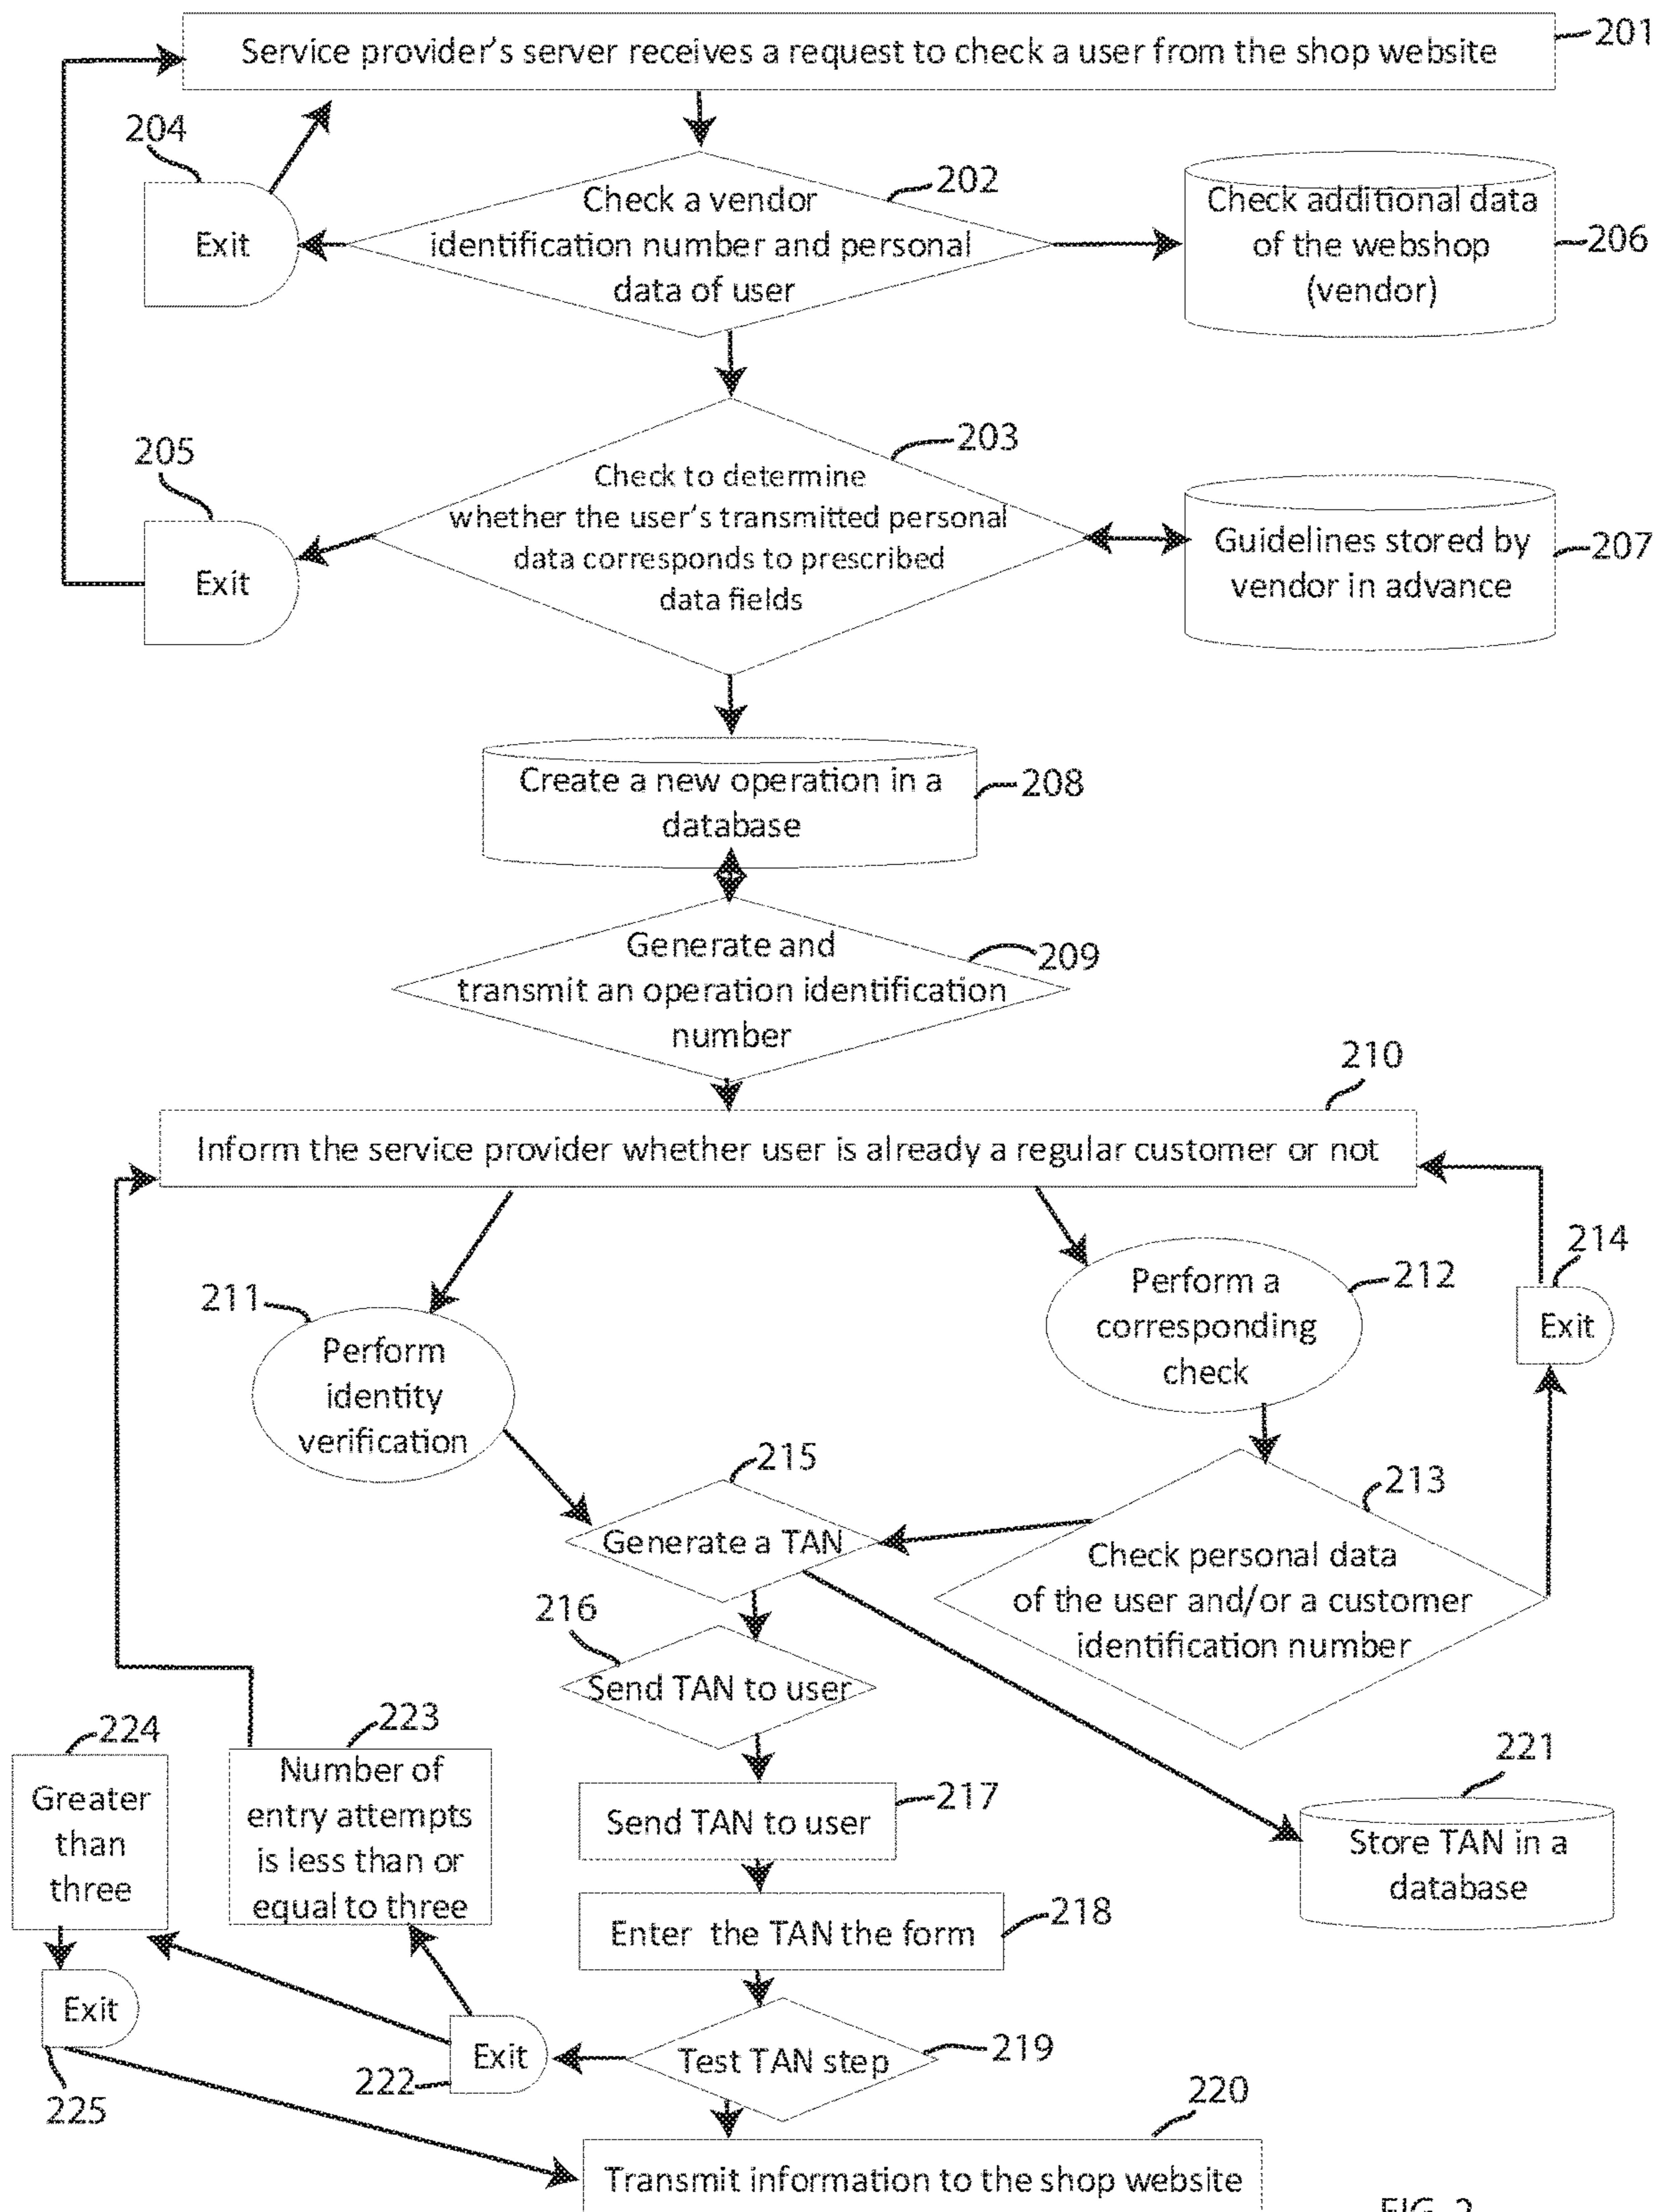 Service provider's server receives a request to check a user from the shop website
201
204
Exit
Check a vendor
identification number and personal
data of user
202
Check additional data
of the webshop
(vendor)
206
205
Exit
Check to determine
whether the user's transmitted personal
data corresponds to prescribed
data fields
203
Guidelines stored by
vendor in advance
207
Create a new operation in a
database
208
Generate and
transmit an operation identification
number
209
210
Inform the service provider whether user is already a regular customer or not
211
Perform
identity
verification
Perform a
corresponding
check
212
214
Exit
215
Generate a TAN
213
Check personal data
of the user and/or a customer
identification number
216
Send TAN to user
224
Greater
than
three
223
Number of
entry attempts
is less than or
equal to three
Send TAN to user
217
221
Store TAN in a
database
Enter the TAN the form
218
Exit
225
Exit
222
Test TAN step
219
220
Transmit information to the shop website
FIG. 2